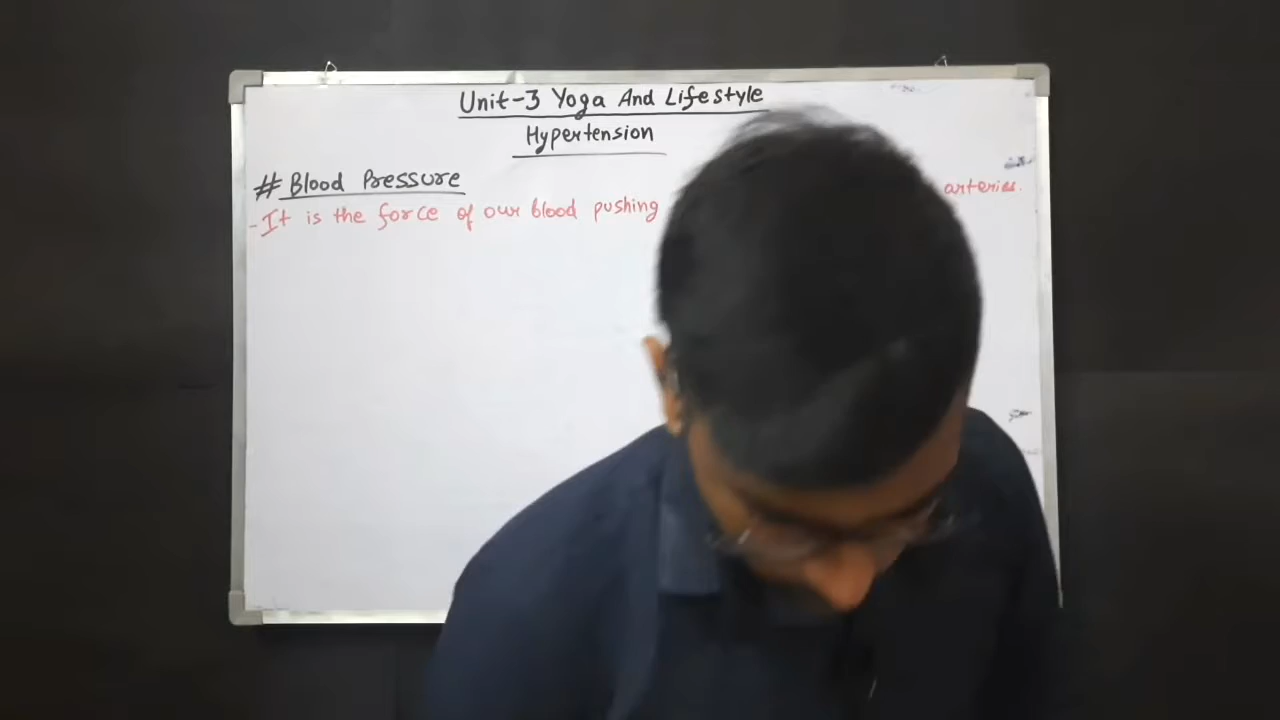 Unit-3 Yoga And Lifestyle
Hypertension
# Blood Pressure
- It is the force of our blood pushing arteries.